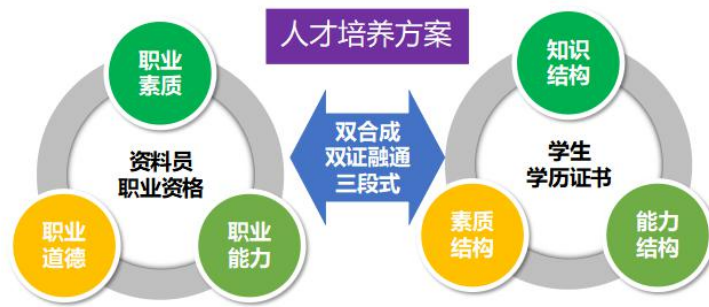 人才培养方案
职业
素质
资料员
职业资格
职业
道德
职业
能力
双合成
双证融通
三段式
知识
结构
学生
学历证书
素质
结构
能力
结构